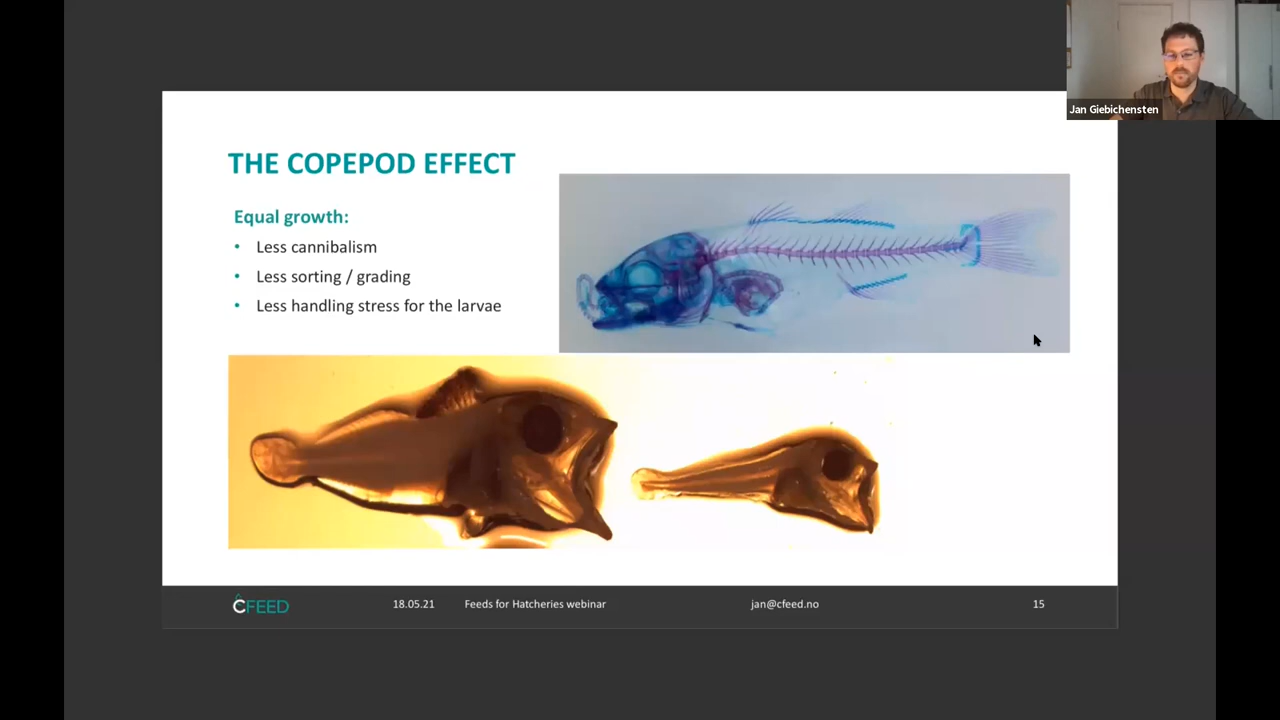 Jan Giebichensten
THE COPEPOD EFFECT
Equal growth:
• Less cannibalism
• Less sorting / grading
• Less handling stress for the larvae
CFEED
18.05.21
Feeds for Hatcheries webinar
jan@cfeed.no
15